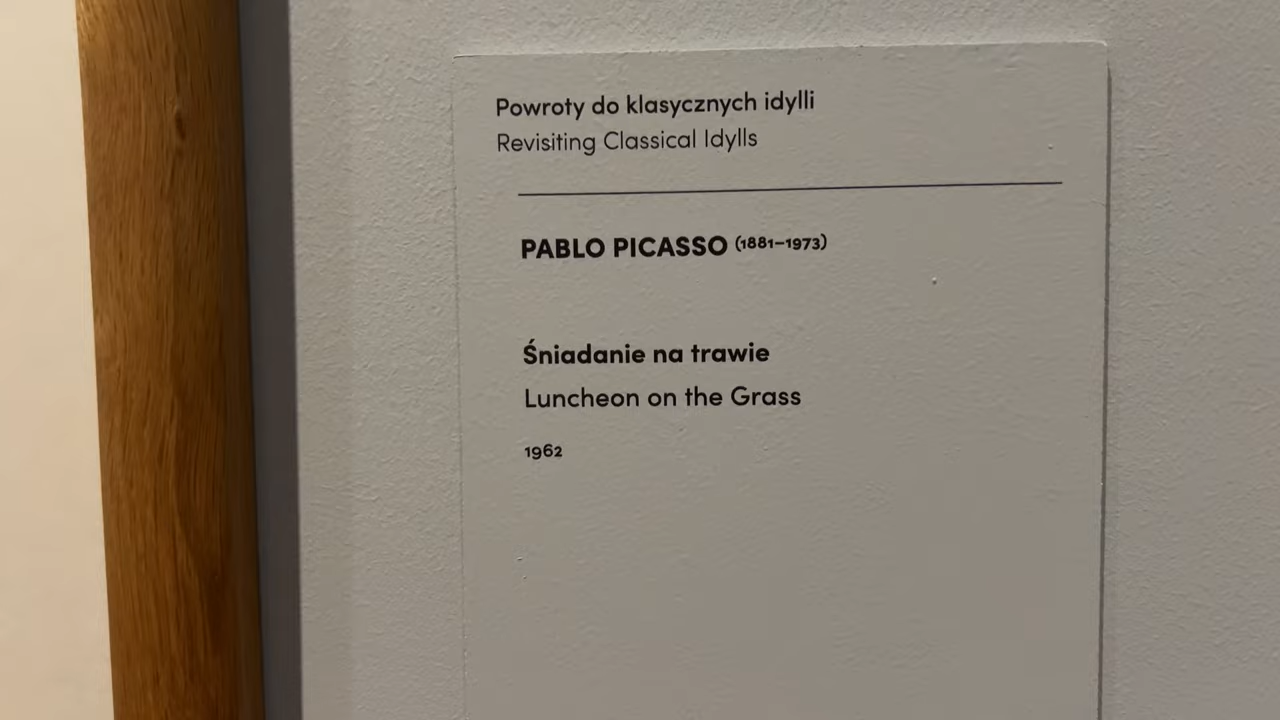 Powroty do klasycznych idylli
Revisiting Classical Idylls
PABLO PICASSO (1881–1973)
Śniadanie na trawie
Luncheon on the Grass
1962